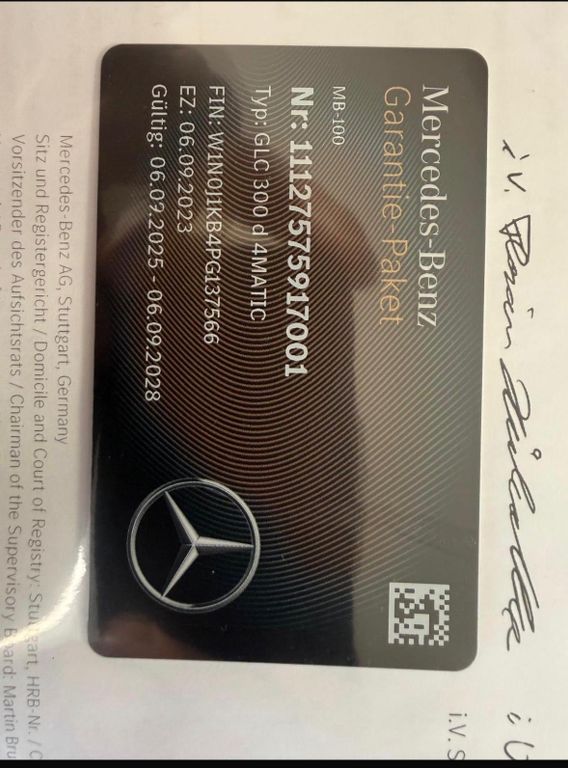 i.V.
i.V. S
Mercedes-Benz
Garantie-Paket
MB-100
Nr: 11127575917001
Typ: GLC 300 d 4MATIC
FIN: W1N0J1KB4PG137566
EZ: 06.09.2023
Gültig: 06.09.2025 - 06.09.2028
Mercedes-Benz AG, Stuttgart, Germany
Sitz und Registergericht / Domicile and Court of Registry: Stuttgart, HRB-Nr. / C
Vorsitzender des Aufsichtsrats / Chairman of the Supervisory Board: Martin Bru